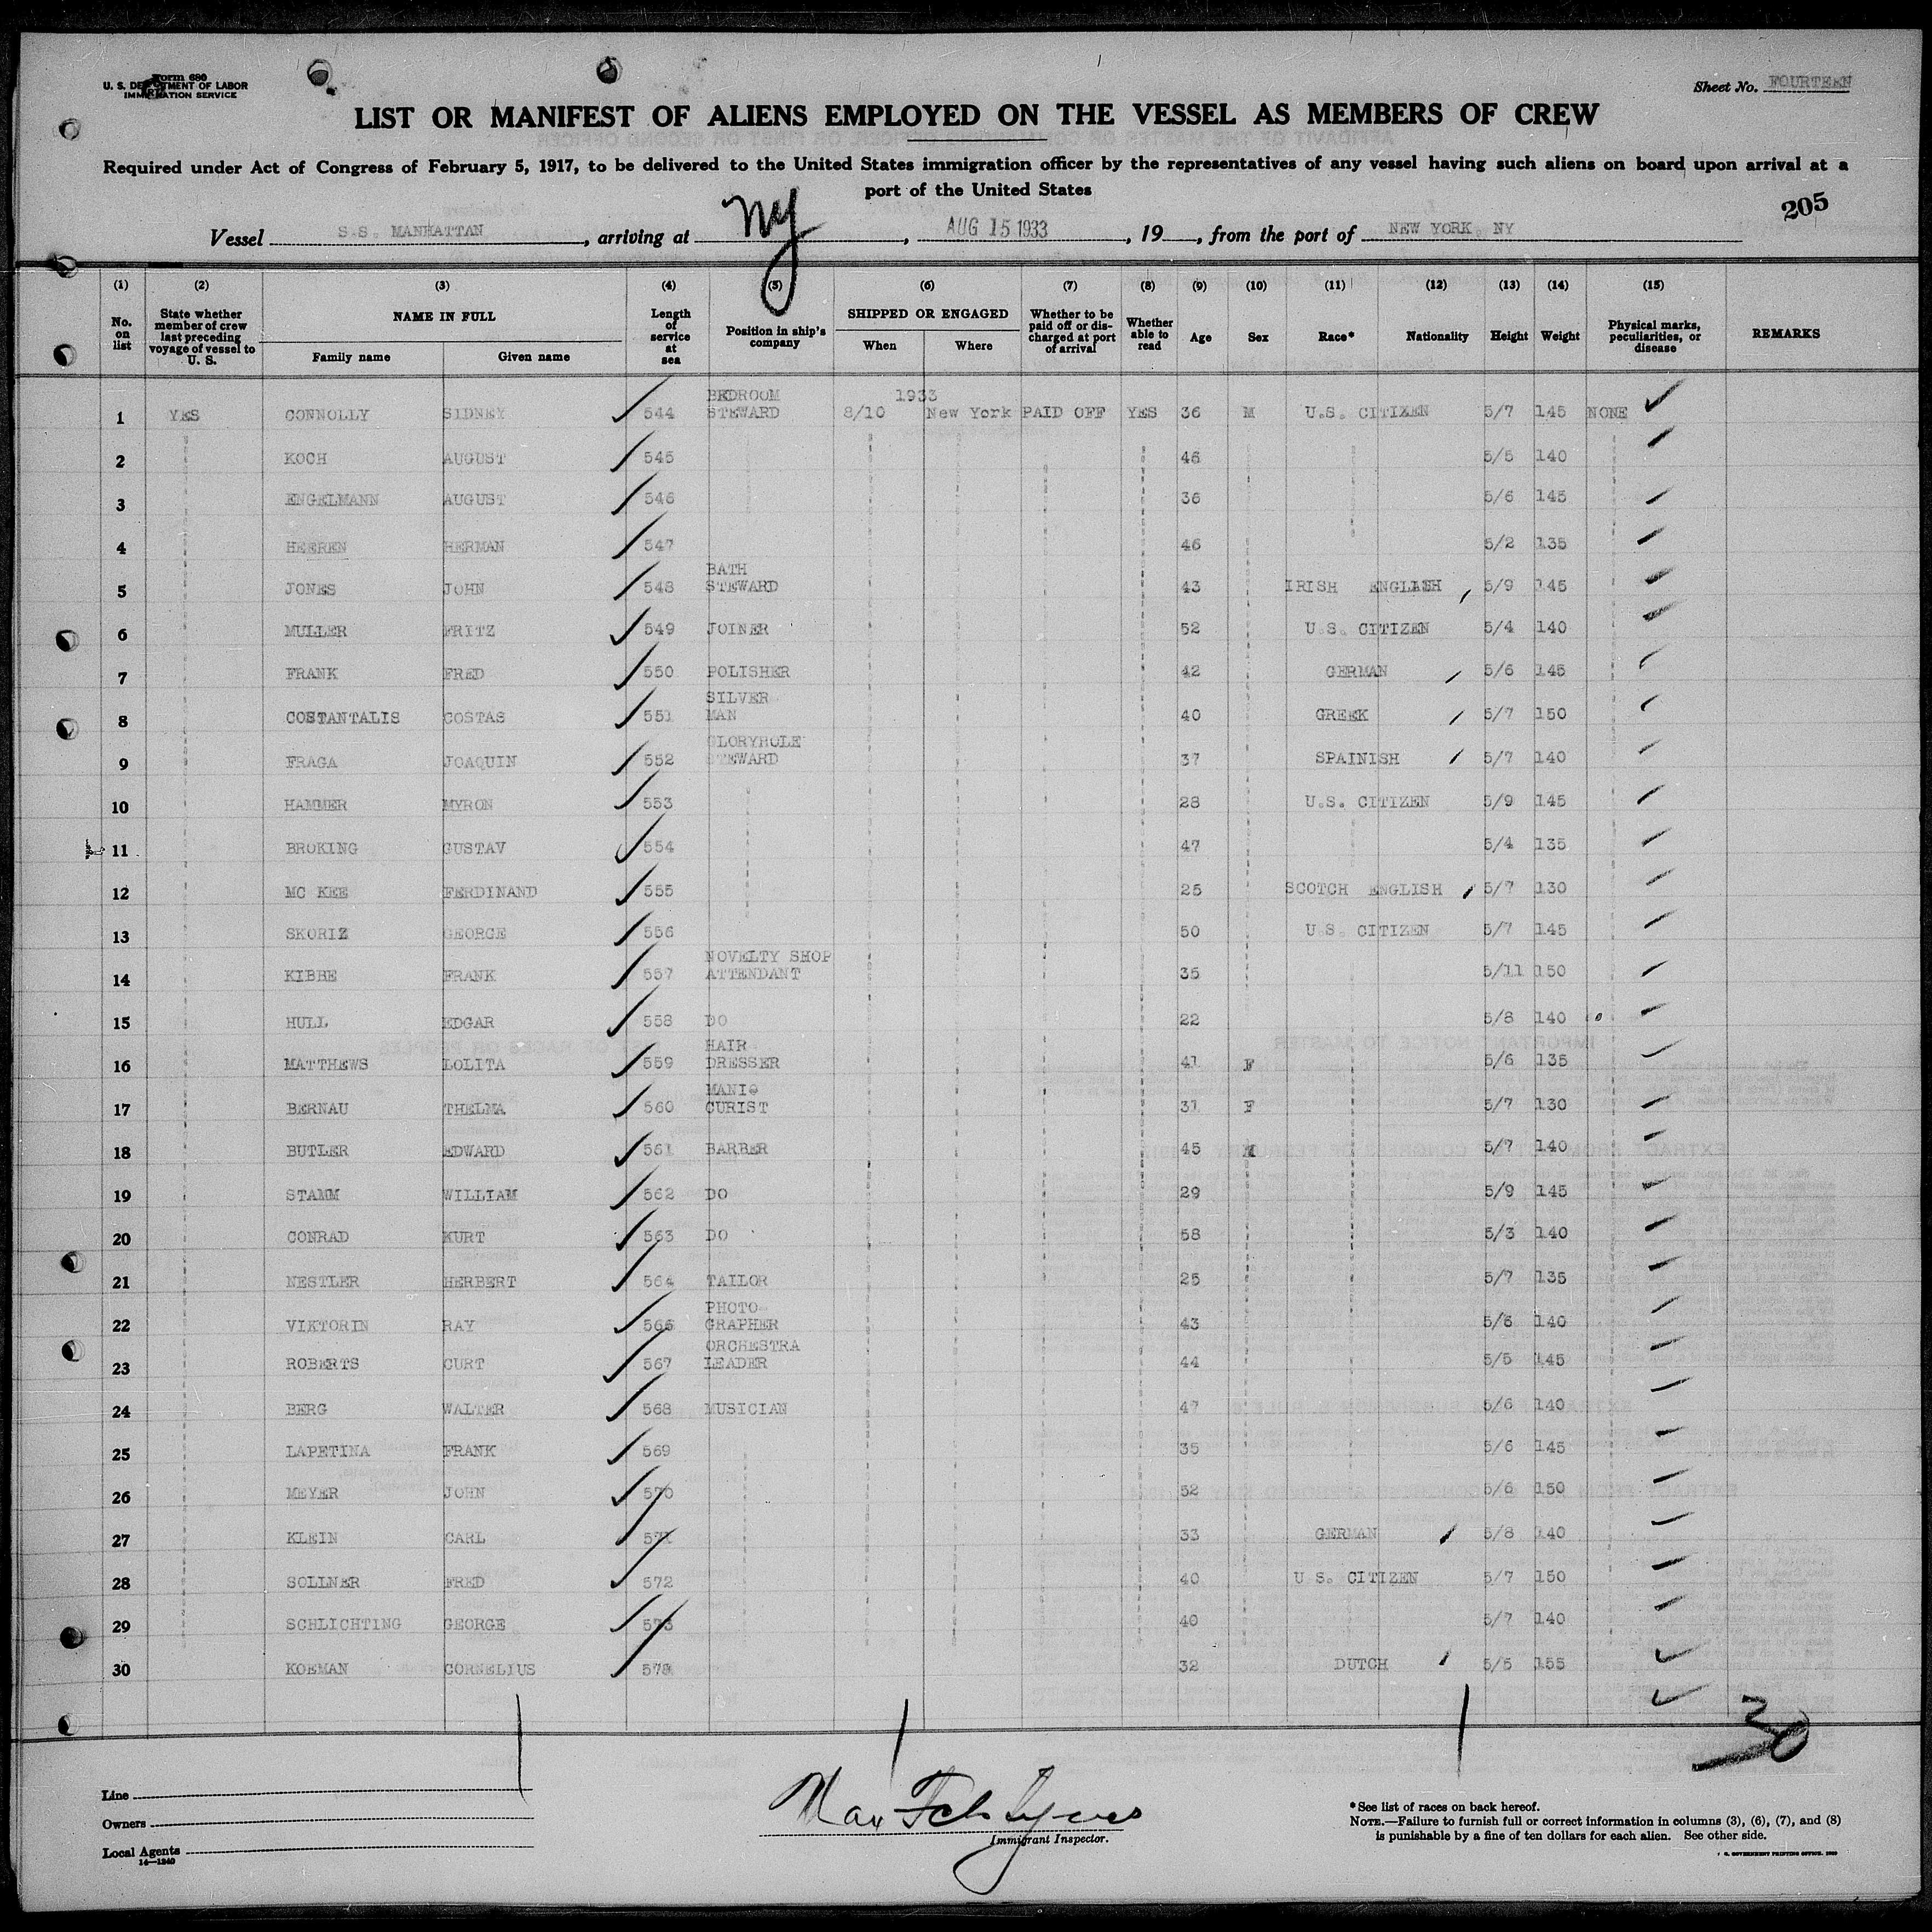 Form 680
U. S. DEPARTMENT OF LABOR
IMMIGRATION SERVICE
Sheet No. FOURTEEN
LIST OR MANIFEST OF ALIENS EMPLOYED ON THE VESSEL AS MEMBERS OF CREW
Required under Act of Congress of February 5, 1917, to be delivered to the United States immigration officer by the representatives of any vessel having such aliens on board upon arrival at a
port of the United States
205
Vessel S.S. MANHATTAN, arriving at NY, AUG 15 1933, 19, from the port of NEW YORK, NY
(1) (2) (3) (4) (5) (6) (7) (8) (9) (10) (11) (12) (13) (14) (15)
No. on list State whether member of crew last preceding voyage of vessel to U. S. NAME IN FULL Family name Given name Length of service at sea Position in ship's company SHIPPED OR ENGAGED When Where Whether to be paid off or discharged at port of arrival Whether able to read Age Sex Race* Nationality Height Weight Physical marks, peculiarities, or disease REMARKS
1 YES CONNOLLY SIDNEY 544 BEDROOM STEWARD 1933 8/10 New York PAID OFF YES 36 M U.S. CITIZEN 5/7 145 NONE
2 KOCH AUGUST 545 46 5/5 140
3 ENGELMANN AUGUST 546 36 5/6 145
4 HEEREN HERMAN 547 46 5/2 135
5 JONES JOHN 548 BATH STEWARD 43 IRISH ENGLISH 5/9 145
6 MULLER FRITZ 549 JOINER 52 U.S. CITIZEN 5/4 140
7 FRANK FRED 550 POLISHER 42 GERMAN 5/6 145
8 COSTANTALIS COSTAS 551 SILVER MAN 40 GREEK 5/7 150
9 FRAGA JOAQUIN 552 GLORYHOLE STEWARD 37 SPAINISH 5/7 140
10 HAMMER MYRON 553 28 U.S. CITIZEN 5/9 145
11 BROKING GUSTAV 554 47 5/4 135
12 MC KEE FERDINAND 555 25 SCOTCH ENGLISH 5/7 130
13 SKORIZ GEORGE 556 50 U.S. CITIZEN 5/7 145
14 KIBBE FRANK 557 NOVELTY SHOP ATTENDANT 35 5/11 150
15 HULL EDGAR 558 DO 22 5/8 140
16 MATTHEWS LOLITA 559 HAIR DRESSER 41 F 5/6 135
17 BERNAU THELMA 560 MANI- CURIST 31 F 5/7 130
18 BUTLER EDWARD 561 BARBER 45 M 5/7 140
19 STAMM WILLIAM 562 DO 29 5/9 145
20 CONRAD KURT 563 DO 58 5/3 140
21 NESTLER HERBERT 564 TAILOR 25 5/7 135
22 VIKTORIN RAY 566 PHOTO- GRAPHER 43 5/6 140
23 ROBERTS CURT 567 ORCHESTRA LEADER 44 5/5 145
24 BERG WALTER 568 MUSICIAN 47 5/6 140
25 LAPETINA FRANK 569 35 5/6 145
26 MEYER JOHN 570 52 5/6 150
27 KLEIN CARL 571 33 GERMAN 5/8 140
28 SOLLNER FRED 572 40 U.S. CITIZEN 5/7 150
29 SCHLICHTING GEORGE 573 40 5/7 140
30 KOEMAN CORNELIUS 574 32 DUTCH 5/5 155
30
Line
Owners
Local Agents
14—1240
Immigrant Inspector.
*See list of races on back hereof.
NOTE.—Failure to furnish full or correct information in columns (3), (6), (7), and (8)
is punishable by a fine of ten dollars for each alien. See other side.